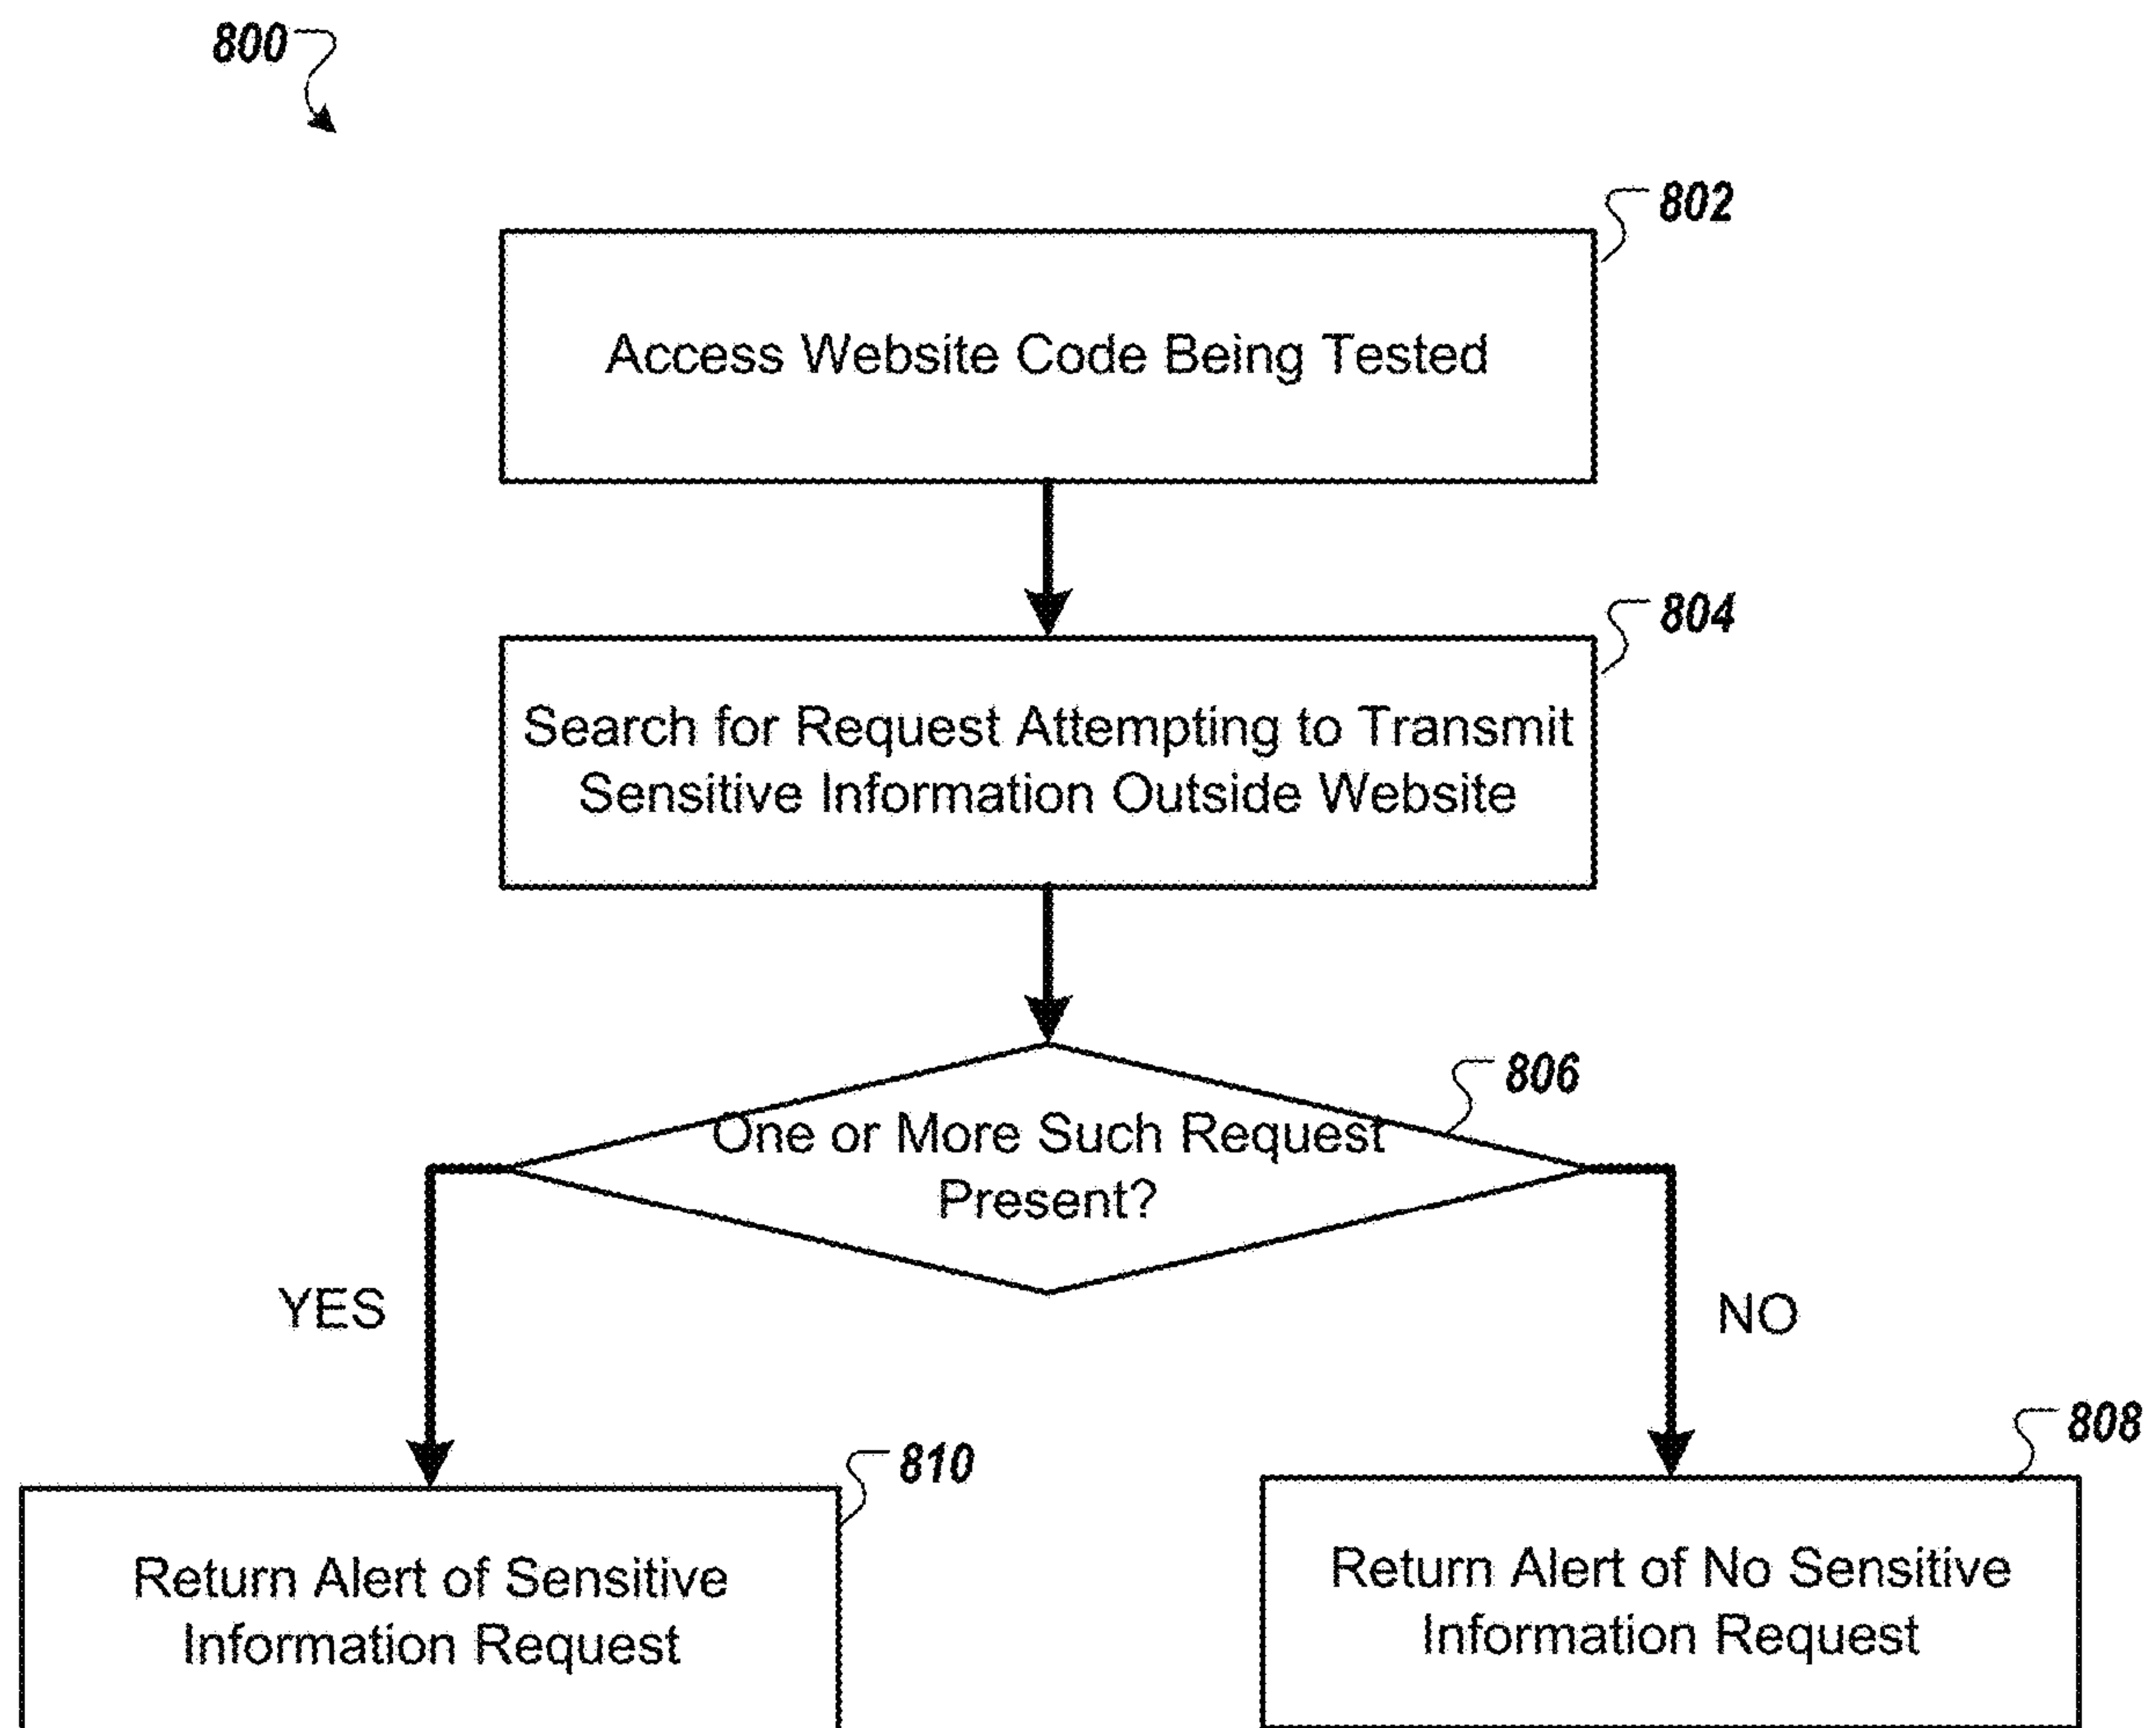 800
802
Access Website Code Being Tested
804
Search for Request Attempting to Transmit
Sensitive Information Outside Website
806
One or More Such Request
Present?
YES
NO
810
Return Alert of Sensitive
Information Request
808
Return Alert of No Sensitive
Information Request